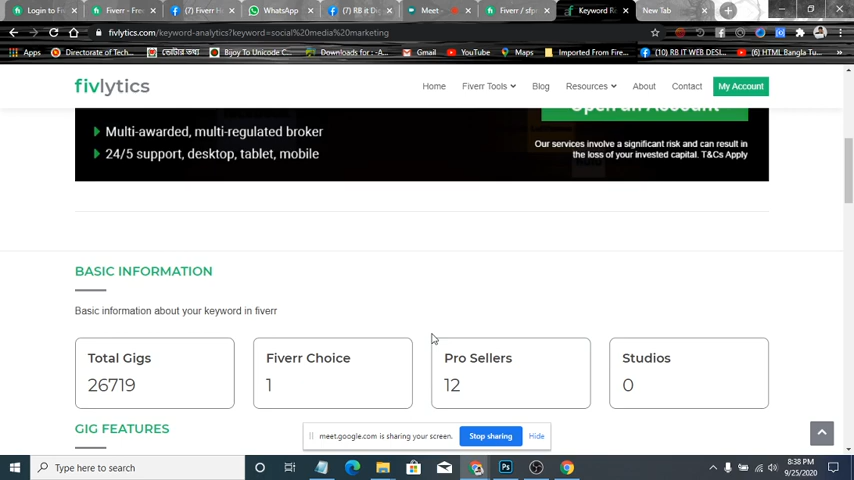 Login to Fi
Fiverr - Free
(7) Fiverr H
WhatsApp
(7) RB it De
Meet -
Fiverr / sfpr
Keyword Re
New Tab
fivlytics.com/keyword-analytics?keyword=social%20media%20marketing
Apps
Directorate of Tech...
ভোটার তথ্য
Bijoy To Unicode C...
Downloads : - A...
Gmail
YouTube
Maps
Imported From Fire...
(10) RB IT WEB DESI...
(6) HTML Bangla Tu...
fivlytics
Home
Fiverr Tools
Blog
Resources
About
Contact
My Account
Open an Account
Multi-awarded, multi-regulated broker
24/5 support, desktop, tablet, mobile
Our services involve a significant risk and can result in
the loss of your invested capital. T&Cs Apply
BASIC INFORMATION
Basic information about your keyword in fiverr
Total Gigs
26719
Fiverr Choice
1
Pro Sellers
12
Studios
0
GIG FEATURES
meet.google.com is sharing your screen.
Stop sharing
Hide
Type here to search
8:38 PM
9/25/2020